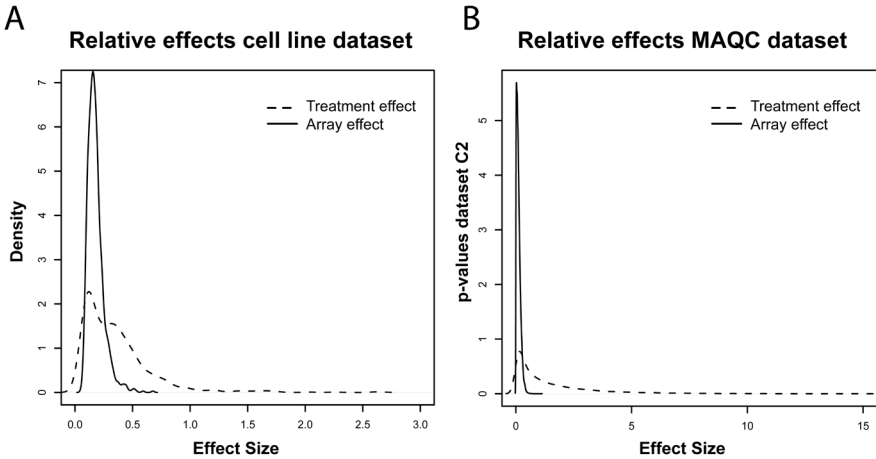 A
Relative effects cell line dataset
Treatment effect
Array effect
Density
7
6
5
4
3
2
1
0
0.0 0.5 1.0 1.5 2.0 2.5 3.0
Effect Size
B
Relative effects MAQC dataset
Treatment effect
Array effect
p-values dataset C2
5
4
3
2
1
0
0 5 10 15
Effect Size